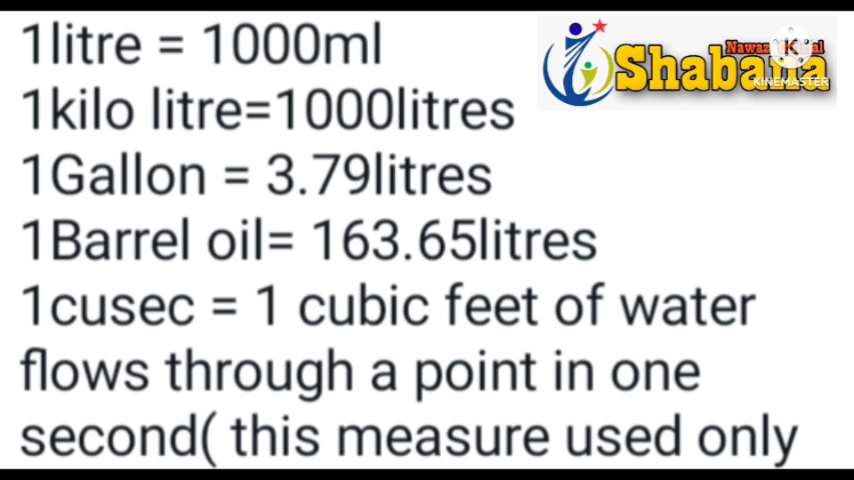 1litre = 1000ml
1kilo litre=1000litres
1Gallon = 3.79litres
1Barrel oil= 163.65litres
1cusec = 1 cubic feet of water
flows through a point in one
second( this measure used only
Shabana
K
KINEMASTER